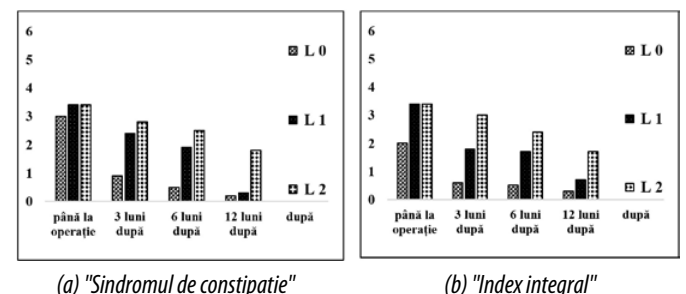 6
5
4
3
2
1
0
L 0
L 1
L 2
până la operație
3 luni după
6 luni după
12 luni după
după
(a) "Sindromul de constipatie"
6
5
4
3
2
1
0
L 0
L 1
L 2
până la operație
3 luni după
6 luni după
12 luni după
după
(b) "Index integral"